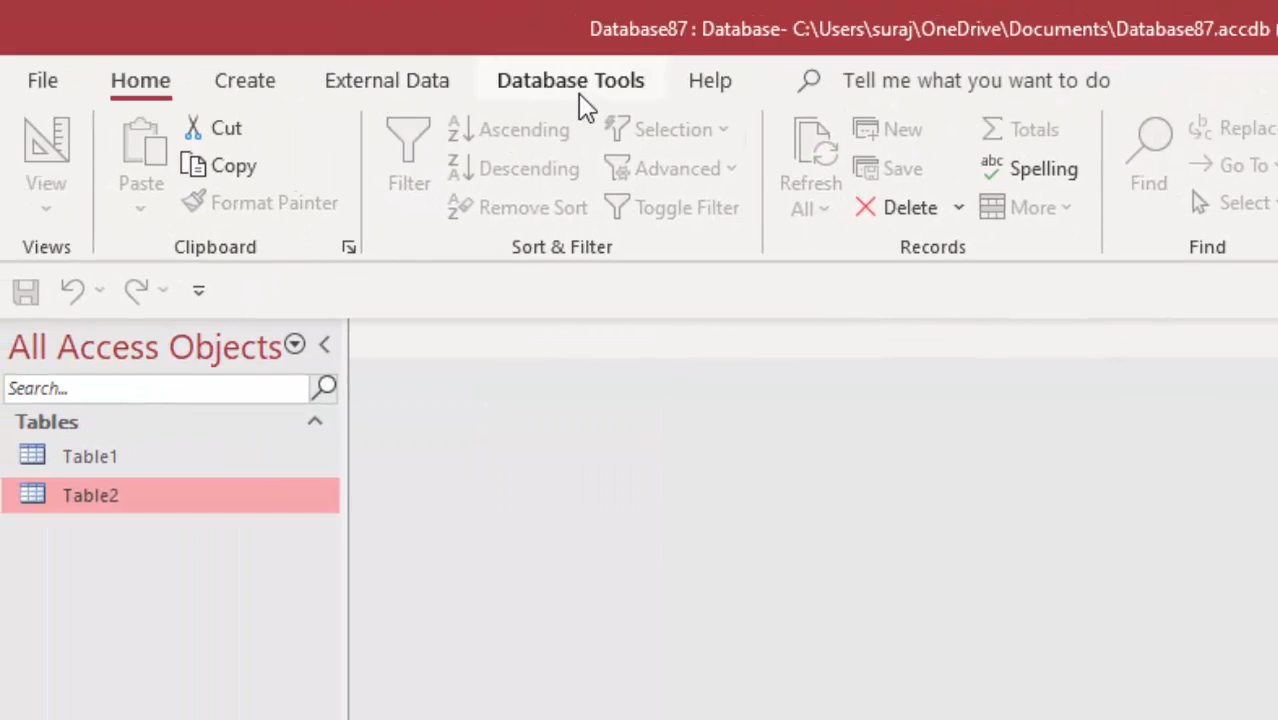 Database87 : Database- C:\Users\suraj\OneDrive\Documents\Database87.accdb
File Home Create External Data Database Tools Help Tell me what you want to do
View
Views
Paste
Cut
Copy
Format Painter
Clipboard
Filter
Ascending
Descending
Remove Sort
Selection
Advanced
Toggle Filter
Sort & Filter
Refresh
All
New
Save
Delete
Totals
Spelling
More
Records
Find
Replac
Go To
Select
Find
All Access Objects
Search...
Tables
Table1
Table2